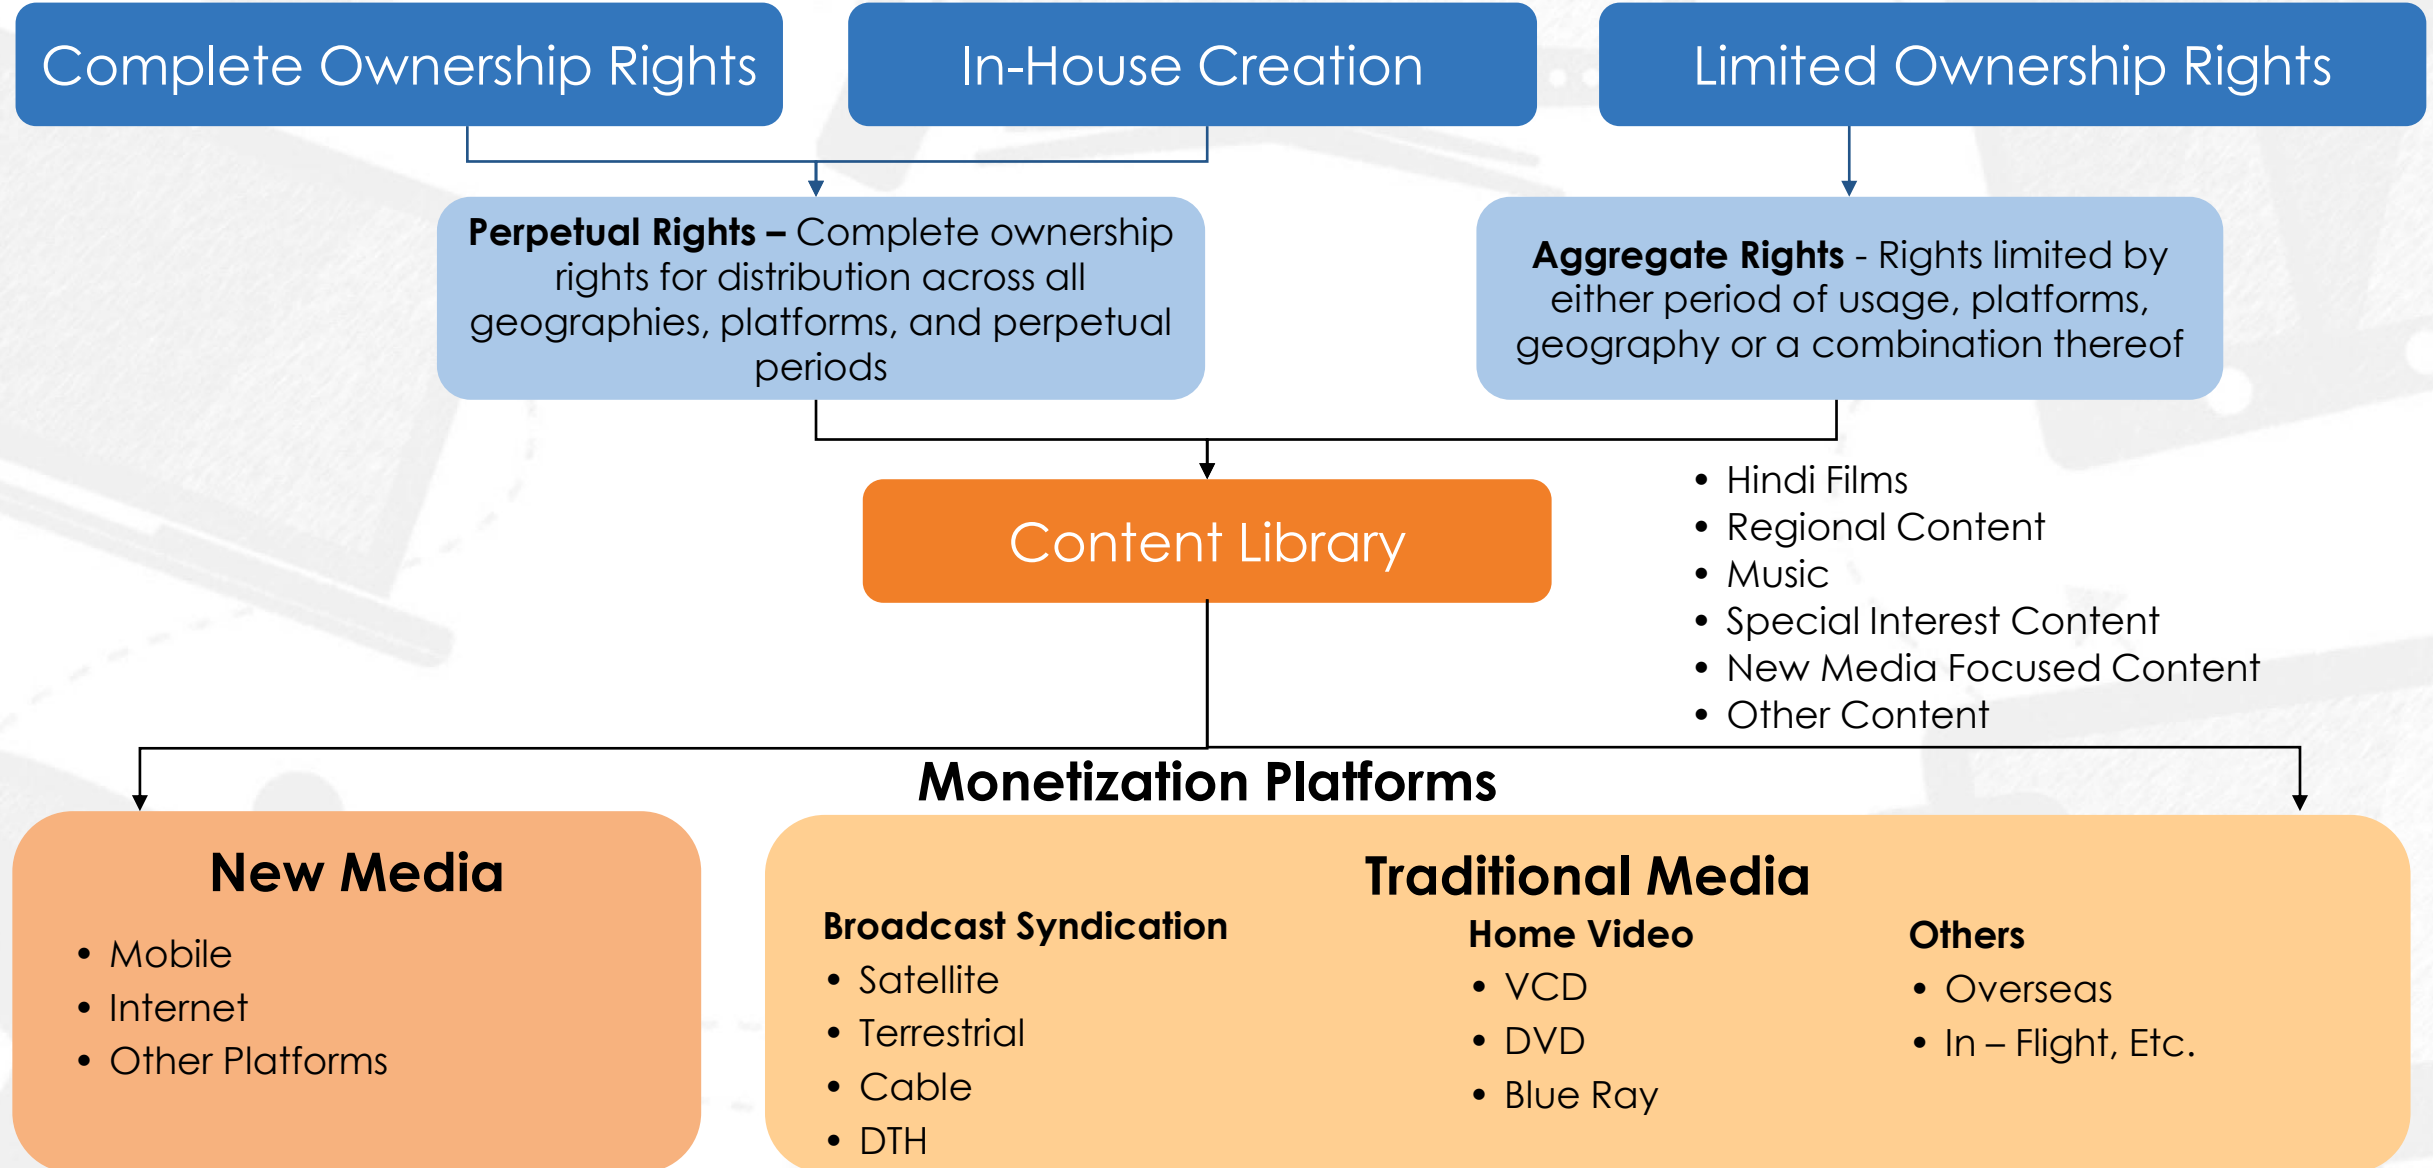 Complete Ownership Rights
In-House Creation
Limited Ownership Rights
Perpetual Rights – Complete ownership
rights for distribution across all
geographies, platforms, and perpetual
periods
Aggregate Rights - Rights limited by
either period of usage, platforms,
geography or a combination thereof
Content Library
• Hindi Films
• Regional Content
• Music
• Special Interest Content
• New Media Focused Content
• Other Content
Monetization Platforms
New Media
• Mobile
• Internet
• Other Platforms
Traditional Media
Broadcast Syndication
• Satellite
• Terrestrial
• Cable
• DTH
Home Video
• VCD
• DVD
• Blue Ray
Others
• Overseas
• In – Flight, Etc.